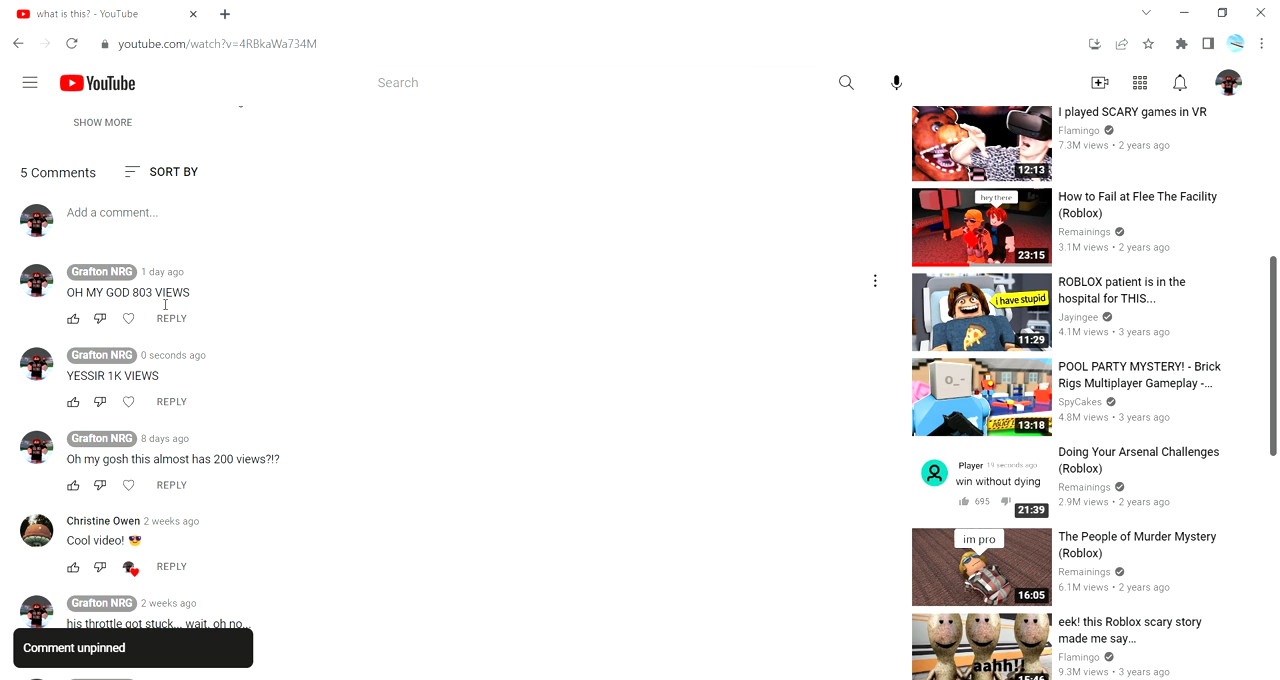 what is this? - YouTube
youtube.com/watch?v=4RBkaWa734M
YouTube
Search
SHOW MORE
5 Comments
SORT BY
Add a comment...
Grafton NRG 1 day ago
OH MY GOD 803 VIEWS
REPLY
Grafton NRG 0 seconds ago
YESSIR 1K VIEWS
REPLY
Grafton NRG 8 days ago
Oh my gosh this almost has 200 views?!?
REPLY
Christine Owen 2 weeks ago
Cool video! 😎
REPLY
Grafton NRG 2 weeks ago
his throttle got stuck... wait, oh no...
Comment unpinned
12:13
I played SCARY games in VR
Flamingo
7.3M views • 2 years ago
hey there
23:15
How to Fail at Flee The Facility
(Roblox)
Remainings
3.1M views • 2 years ago
i have stupid
11:29
ROBLOX patient is in the
hospital for THIS...
Jayingee
4.1M views • 3 years ago
o_-
13:18
POOL PARTY MYSTERY! - Brick
Rigs Multiplayer Gameplay -...
SpyCakes
4.8M views • 3 years ago
Player 19 seconds ago
win without dying
695
21:39
Doing Your Arsenal Challenges
(Roblox)
Remainings
2.9M views • 2 years ago
im pro
16:05
The People of Murder Mystery
(Roblox)
Remainings
6.1M views • 2 years ago
aahh!!
15:46
eek! this Roblox scary story
made me say...
Flamingo
9.3M views • 3 years ago